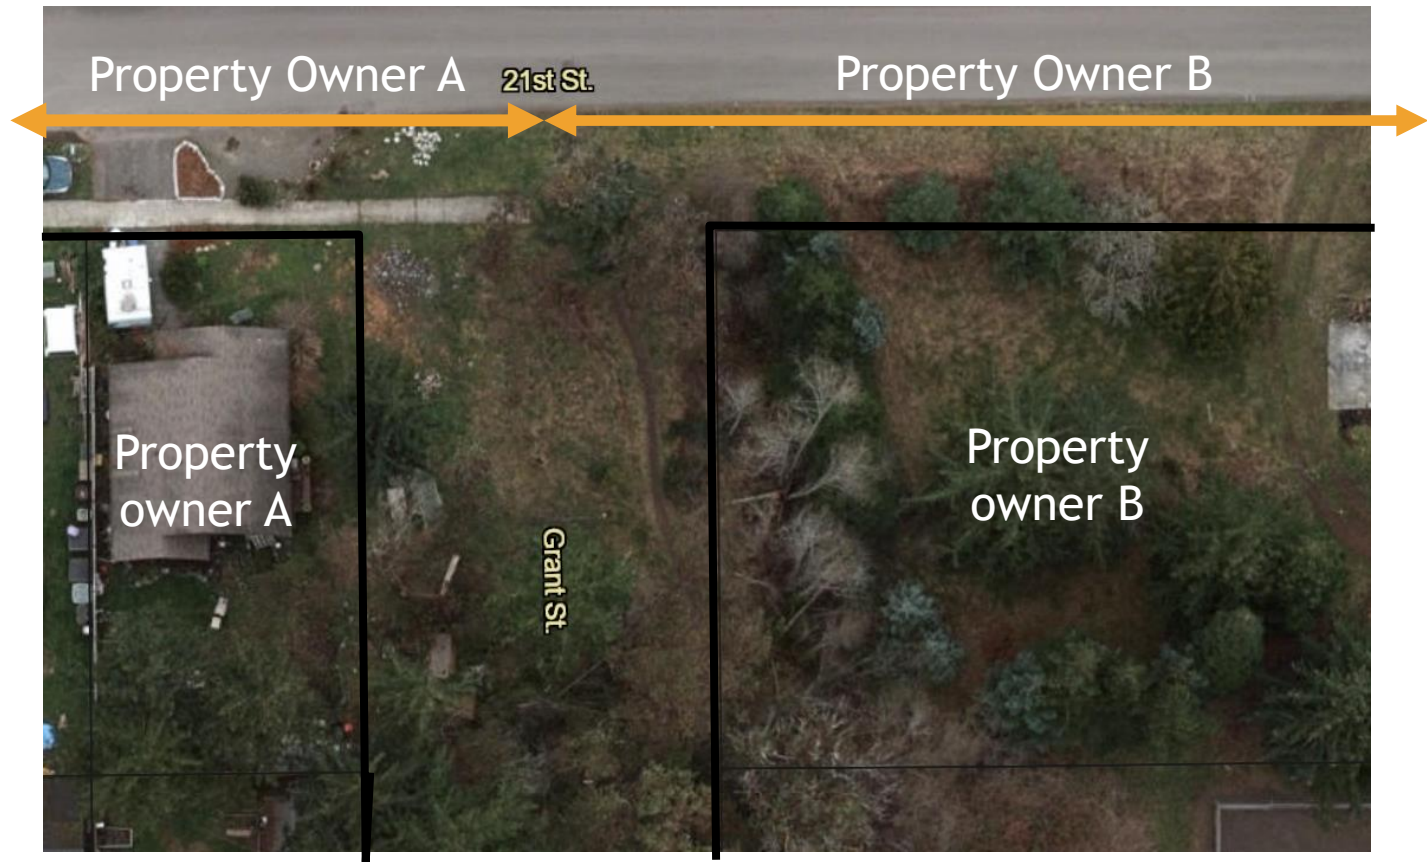 Property Owner A
21st St.
Property Owner B
Property
owner A
Grant St.
Property
owner B